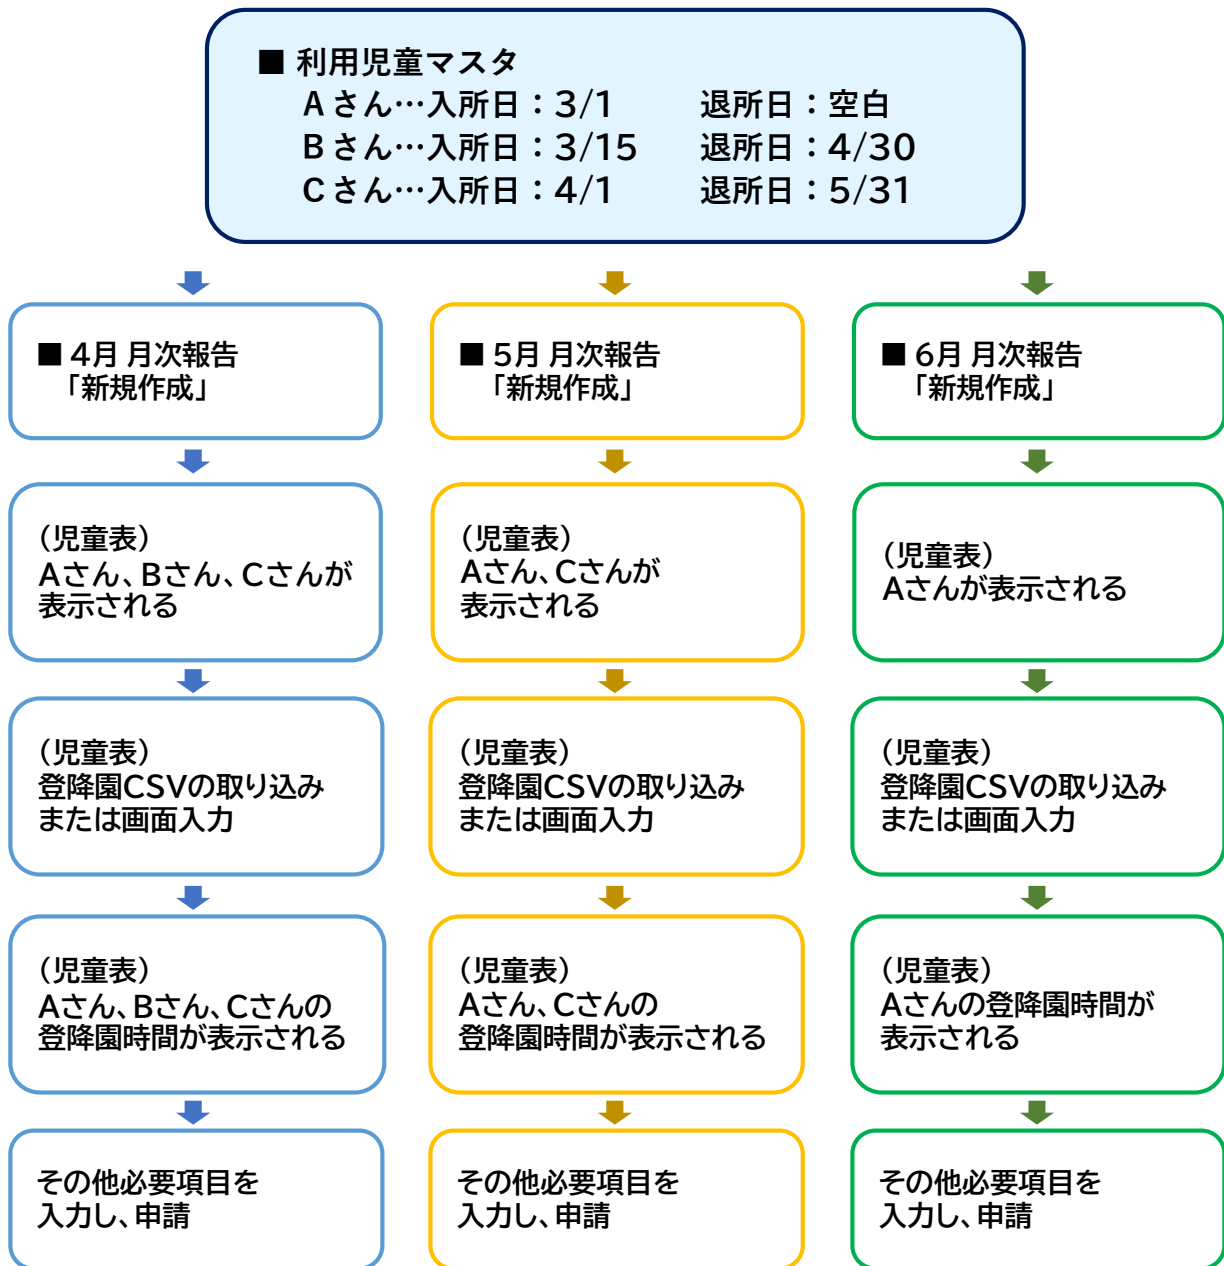 ■ 利用児童マスタ
Aさん…入所日：3/1　退所日：空白
Bさん…入所日：3/15　退所日：4/30
Cさん…入所日：4/1　退所日：5/31
■ 4月 月次報告
「新規作成」
(児童表)
Aさん、Bさん、Cさんが
表示される
(児童表)
登降園CSVの取り込み
または画面入力
(児童表)
Aさん、Bさん、Cさんの
登降園時間が表示される
その他必要項目を
入力し、申請
■ 5月 月次報告
「新規作成」
(児童表)
Aさん、Cさんが
表示される
(児童表)
登降園CSVの取り込み
または画面入力
(児童表)
Aさん、Cさんの
登降園時間が表示される
その他必要項目を
入力し、申請
■ 6月 月次報告
「新規作成」
(児童表)
Aさんが表示される
(児童表)
登降園CSVの取り込み
または画面入力
(児童表)
Aさんの登降園時間が
表示される
その他必要項目を
入力し、申請